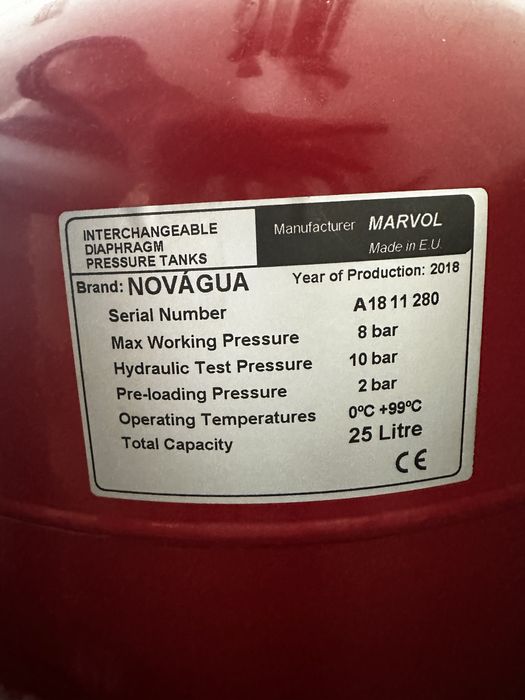 INTERCHANGEABLE
DIAPHRAGM
PRESSURE TANKS
Manufacturer MARVOL
Made in E.U.
Brand: NOVÁGUA
Year of Production: 2018
Serial Number A18 11 280
Max Working Pressure 8 bar
Hydraulic Test Pressure 10 bar
Pre-loading Pressure 2 bar
Operating Temperatures 0ºC +99ºC
Total Capacity 25 Litre
CE